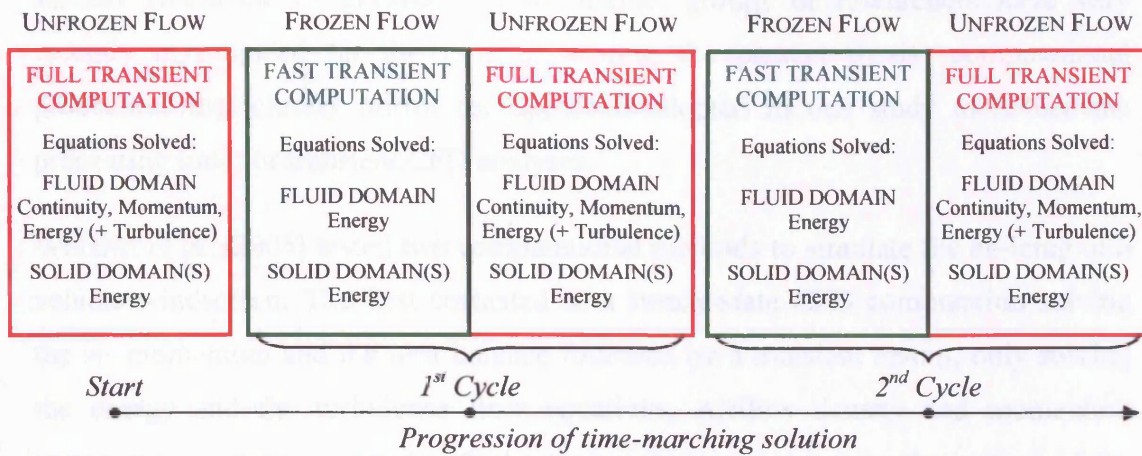 UNFROZEN FLOW
FULL TRANSIENT
COMPUTATION
Equations Solved:
FLUID DOMAIN
Continuity, Momentum,
Energy (+ Turbulence)
SOLID DOMAIN(S)
Energy
FROZEN FLOW
FAST TRANSIENT
COMPUTATION
Equations Solved:
FLUID DOMAIN
Energy
SOLID DOMAIN(S)
Energy
UNFROZEN FLOW
FULL TRANSIENT
COMPUTATION
Equations Solved:
FLUID DOMAIN
Continuity, Momentum,
Energy (+ Turbulence)
SOLID DOMAIN(S)
Energy
FROZEN FLOW
FAST TRANSIENT
COMPUTATION
Equations Solved:
FLUID DOMAIN
Energy
SOLID DOMAIN(S)
Energy
UNFROZEN FLOW
FULL TRANSIENT
COMPUTATION
Equations Solved:
FLUID DOMAIN
Continuity, Momentum,
Energy (+ Turbulence)
SOLID DOMAIN(S)
Energy
Start
1st Cycle
2nd Cycle
Progression of time-marching solution